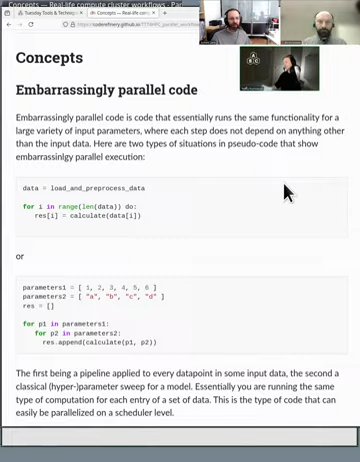 Concepts — Real-life compute cluster workflows - Par
Tuesday Tools & Techniq
Concepts — Real-life com
Concepts
Embarrassingly parallel code
Embarrassingly parallel code is code that essentially runs the same functionality for a
large variety of input parameters, where each step does not depend on anything other
than the input data. Here are two types of situations in pseudo-code that show
embarrassinlgy parallel execution:
data = load_and_preprocess_data
for i in range(len(data)) do:
res[i] = calculate(data[i])
or
parameters1 = [ 1, 2, 3, 4, 5, 6 ]
parameters2 = [ "a", "b", "c", "d" ]
res = []
for p1 in parameters1:
for p2 in parameters2:
res.append(calculate(p1, p2))
The first being a pipeline applied to every datapoint in some input data, the second a
classical (hyper-)parameter sweep for a model. Essentially you are running the same
type of computation for each entry of a set of data. This is the type of code that can
easily be parallelized on a scheduler level.